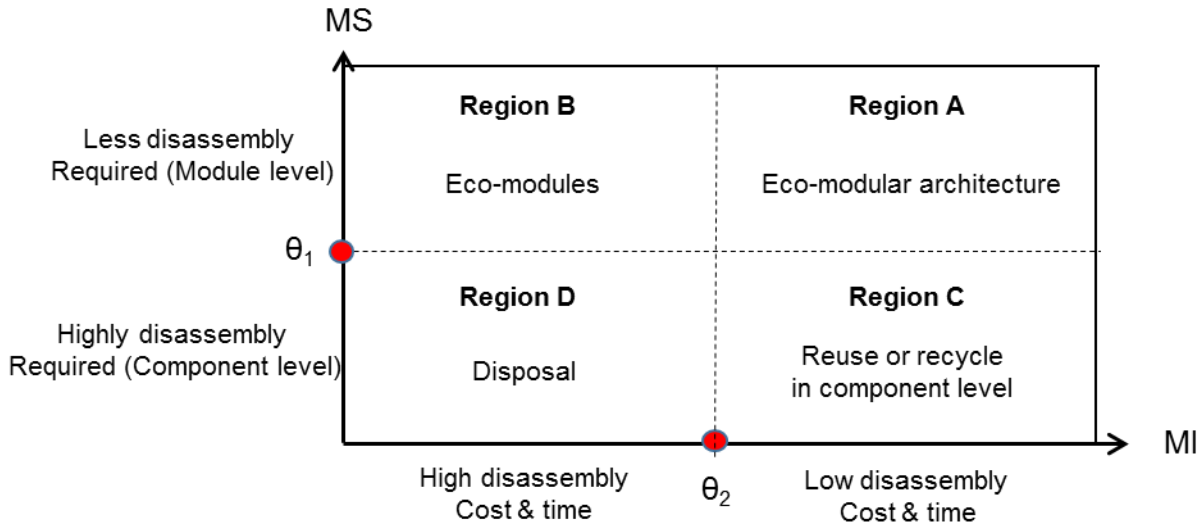 MS
Region B
Region A
Less disassembly
Required (Module level)
Eco-modules
Eco-modular architecture
θ1
Region D
Region C
Highly disassembly
Required (Component level)
Disposal
Reuse or recycle
in component level
MI
High disassembly
Cost & time
θ2
Low disassembly
Cost & time